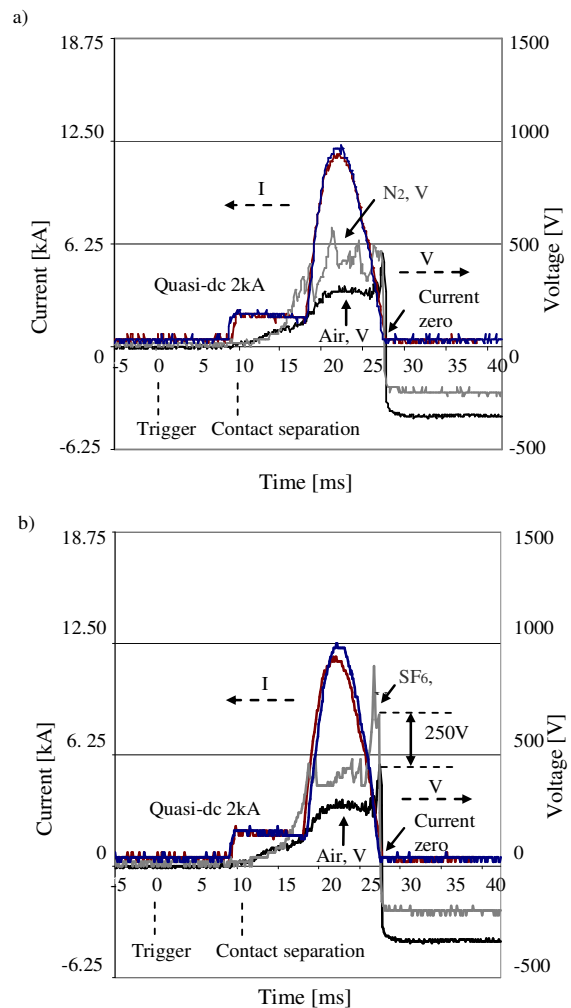 a)
18.75
1500
12.50
1000
I
N2, V
6.25
500
V
Quasi-dc 2kA
Current
zero
Air, V
0
0
-5 0 5 10 15 20 25 30 35 40
Trigger
Contact separation
-6.25
-500
Current [kA]
Voltage [V]
Time [ms]
b)
18.75
1500
12.50
1000
SF6,
I
250V
6.25
500
V
Quasi-dc 2kA
Current
zero
Air, V
0
0
-5 0 5 10 15 20 25 30 35 40
Trigger
Contact separation
-6.25
-500
Current [kA]
Voltage [V]
Time [ms]